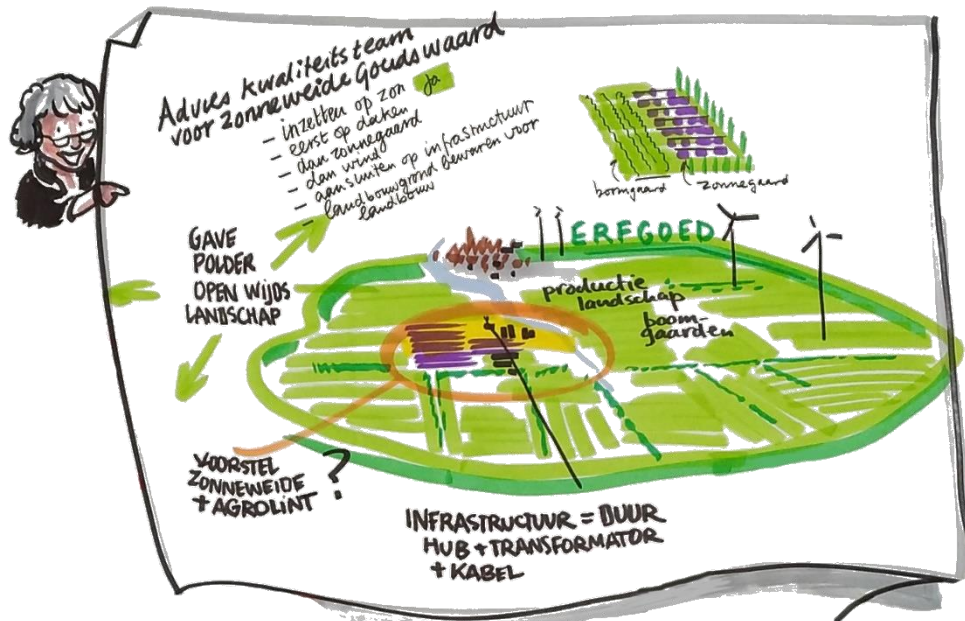 Advies kwaliteitsteam
voor zonneweide Goudswaard
- inzetten op zon Ja
- eerst op daken
- dan zonnegaard
- dan wind
- aansluiten op infrastructuur
- landbouwgrond bewaren voor
landbouw
boomgaard
zonnegaard
GAVE
POLDER
OPEN WIJDS
LANDSCHAP
ERFGOED
productie
landschap
boom-
gaarden
VOORSTEL
ZONNEWEIDE
+ AGROLINT ?
INFRASTRUCTUUR = DUUR
HUB + TRANSFORMATOR
+ KABEL